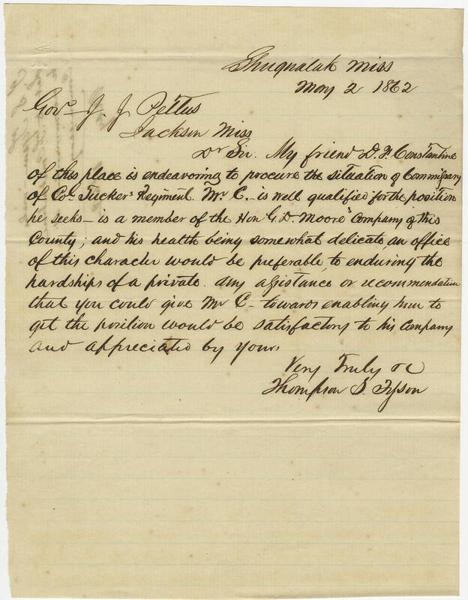 Shuqualak Miss
May 2 1862
Gov. J. J. Pettus
Jackson Miss
Dr Sir. My friend D. F. Constantine
of this place is endeavoring to procure the situation of Commissary
of Col Tuckers Regiment Mr. C. is well qualified for the position
he seeks – is a member of the Hon G. D. Moore Company of this
County; and his health being somewhat delicate an office
of this character would be preferable to enduring the
hardships of a private. Any assistance or recommendation
that you could give Mr C – towards enabling him to
get the position would be satisfactory to his Company
and appreciated by yours
Very Truly &c
Thompson S. Tyson